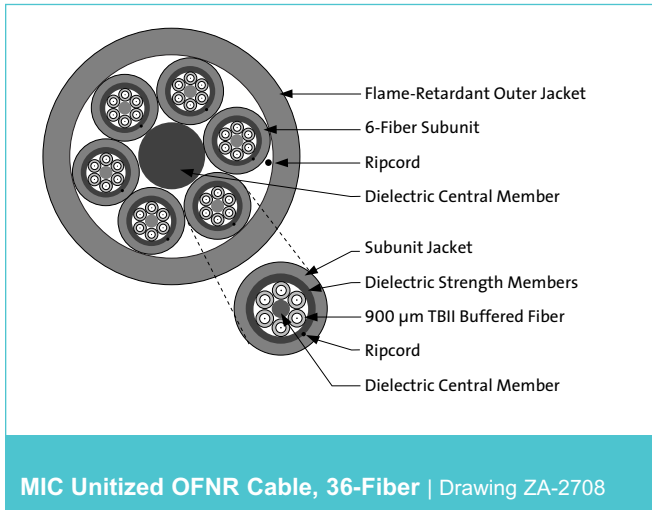 Flame-Retardant Outer Jacket
6-Fiber Subunit
Ripcord
Dielectric Central Member
Subunit Jacket
Dielectric Strength Members
900 µm TBII Buffered Fiber
Ripcord
Dielectric Central Member
MIC Unitized OFNR Cable, 36-Fiber | Drawing ZA-2708